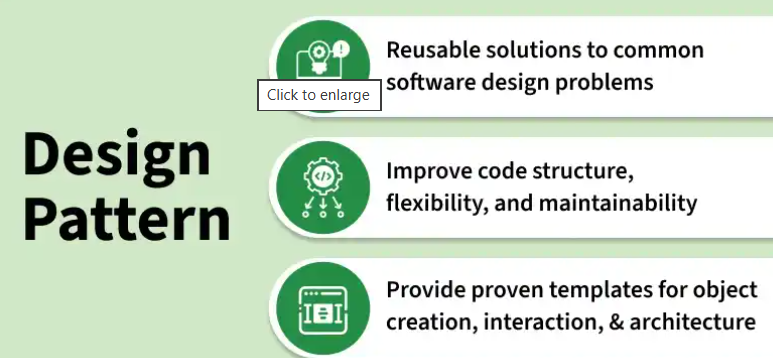 Design
Pattern
Reusable solutions to common
software design problems
Click to enlarge
Improve code structure,
flexibility, and maintainability
Provide proven templates for object
creation, interaction, & architecture